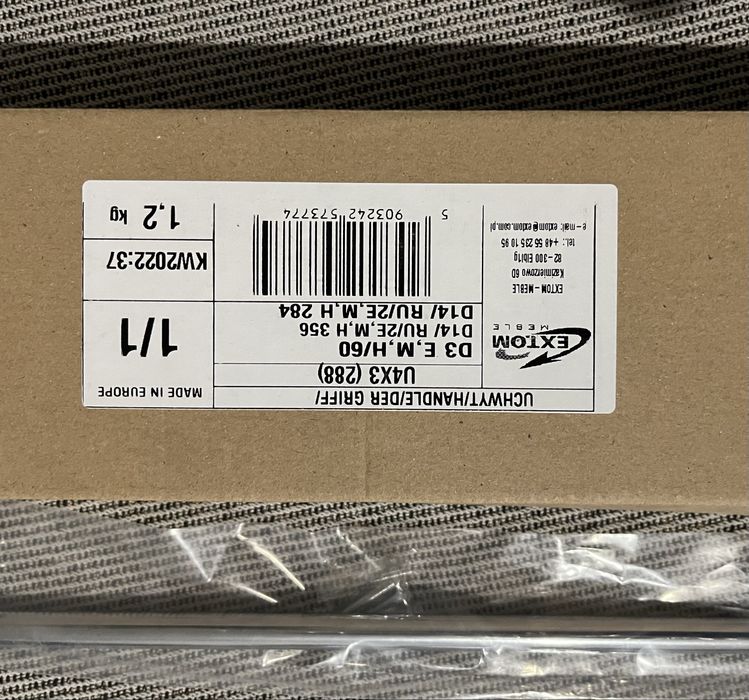 UCHWYT/HANDLE/DER GRIFF/
U4X3 (288)
MADE IN EUROPE
EXTOM
MEBLE
D3 E,M,H/60
D14/ RU/2E,M,H 356
D14/ RU/2E,M,H 284
1/1
EXTOM-MEBLE
Kazimierzowo 6D
82-300 Elbl1g
tel.: +48 55 235 10 95
e-mail: extom@extom.com.pl
5 903242 573774
KW2022:37
1,2 kg